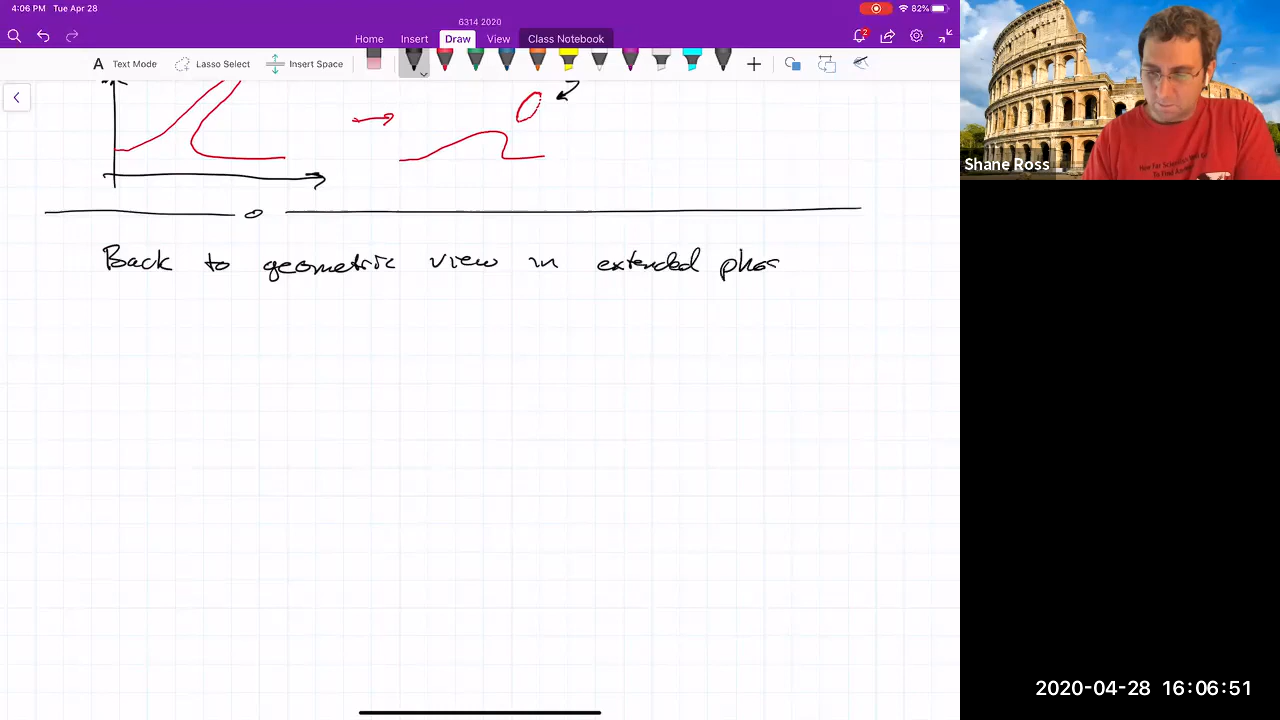 4:06 PM Tue Apr 28
82%
6314 2020
Home Insert Draw View Class Notebook
2
A Text Mode Lasso Select Insert Space
Back to geometric view in extended phas
Shane Ross
2020-04-28 16:06:51